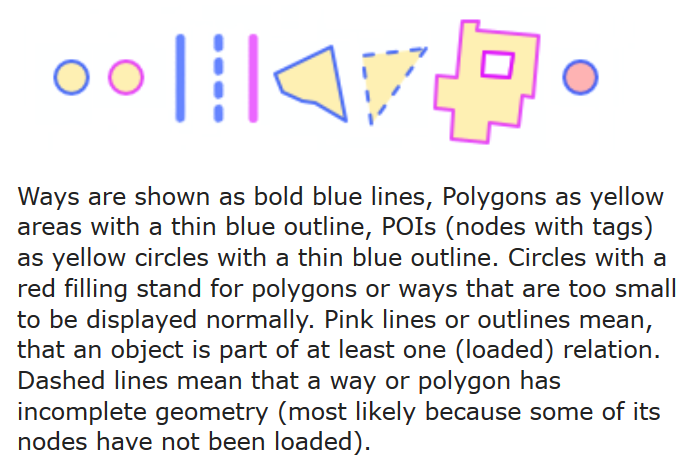 Ways are shown as bold blue lines, Polygons as yellow
areas with a thin blue outline, POIs (nodes with tags)
as yellow circles with a thin blue outline. Circles with a
red filling stand for polygons or ways that are too small
to be displayed normally. Pink lines or outlines mean,
that an object is part of at least one (loaded) relation.
Dashed lines mean that a way or polygon has
incomplete geometry (most likely because some of its
nodes have not been loaded).